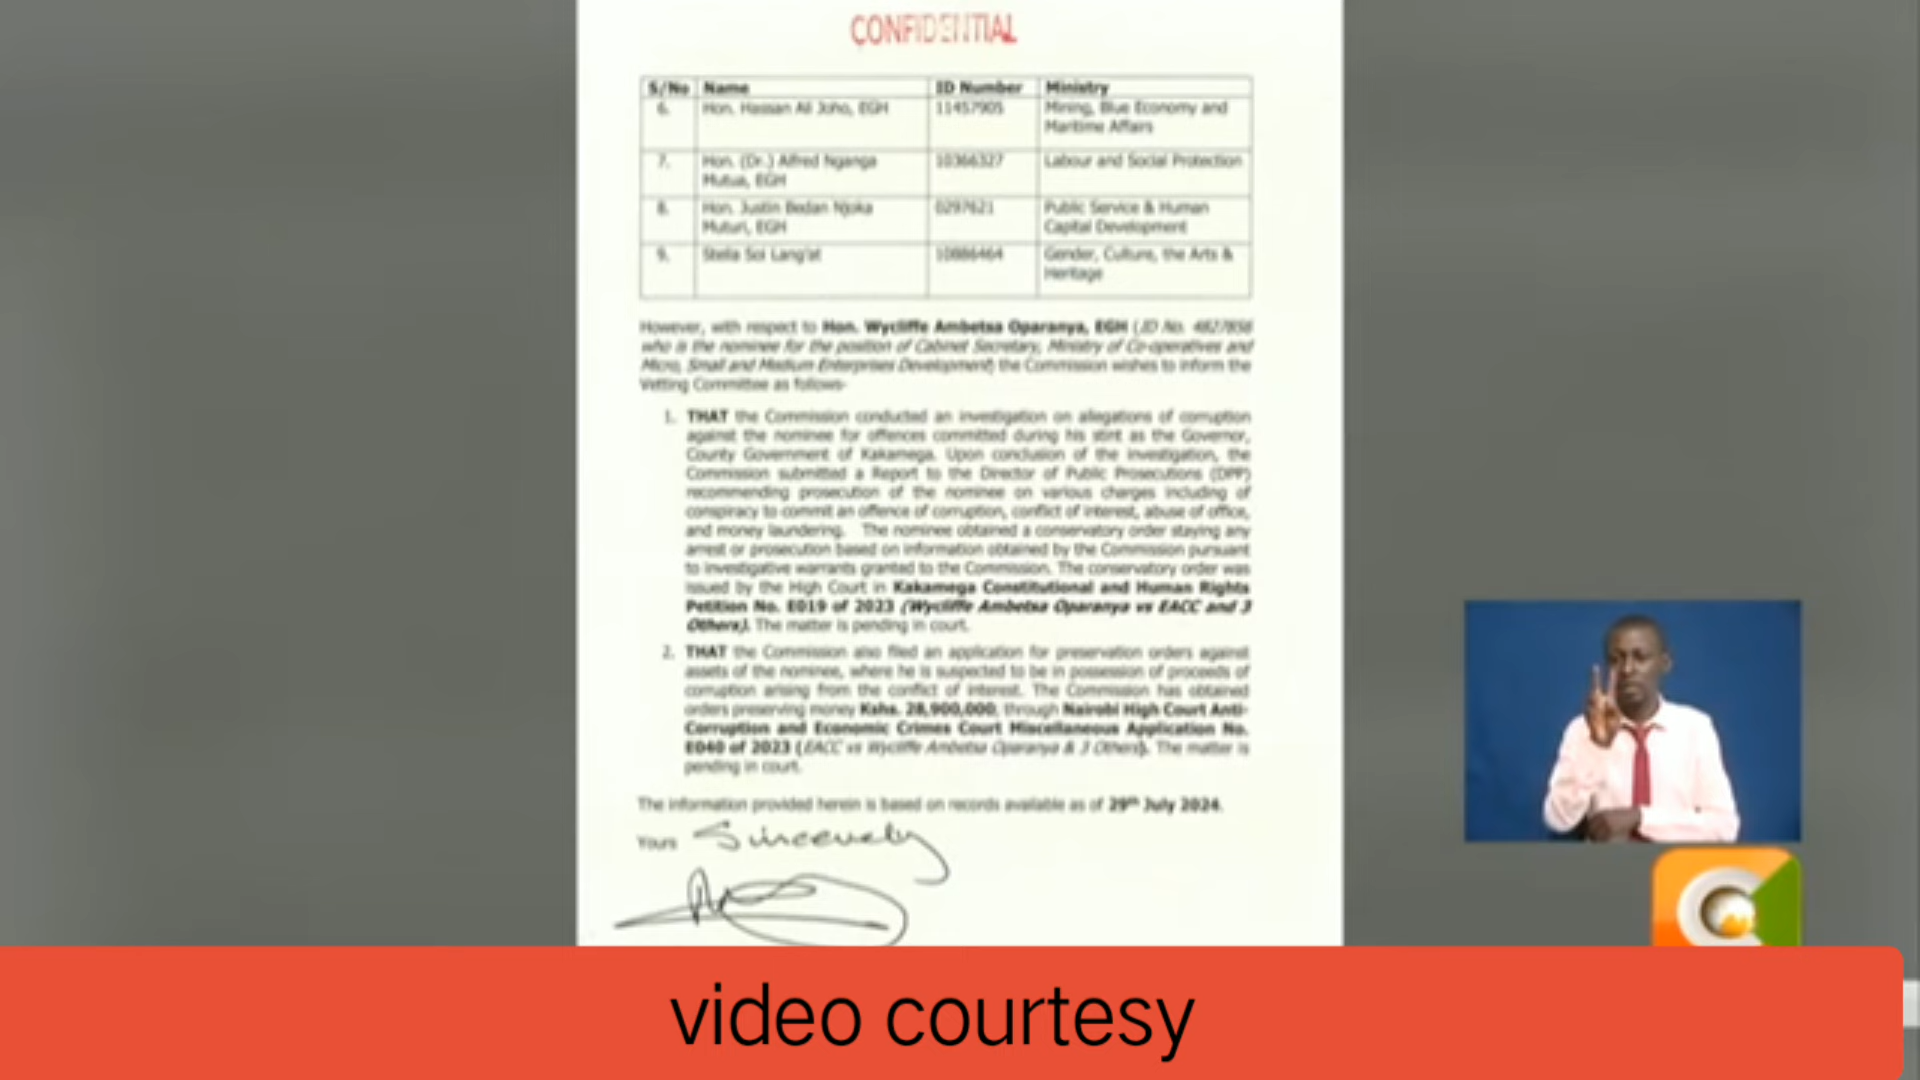 CONFIDENTIAL
S/No Name ID Number Ministry
6. Hon. Hassan Ali Joho, EGH 11457905 Mining, Blue Economy and
Maritime Affairs
7. Hon. (Dr.) Alfred Nganga 10366327 Labour and Social Protection
Mutua, EGH
8. Hon. Justin Bedan Njoka 0297621 Public Service & Human
Muturi, EGH Capital Development
9. Stella Soi Lang'at 10886464 Gender, Culture, the Arts &
Heritage
However, with respect to Hon. Wycliffe Ambetsa Oparanya, EGH (ID No. 4827858
who is the nominee for the position of Cabinet Secretary, Ministry of Co-operatives and
Micro, Small and Medium Enterprises Development) the Commission wishes to inform the
Vetting Committee as follows-
1. THAT the Commission conducted an investigation on allegations of corruption
against the nominee for offences committed during his stint as the Governor,
County Government of Kakamega. Upon conclusion of the investigation, the
Commission submitted a Report to the Director of Public Prosecutions (DPP)
recommending prosecution of the nominee on various charges including of
conspiracy to commit an offence of corruption, conflict of interest, abuse of office,
and money laundering. The nominee obtained a conservatory order staying any
arrest or prosecution based on information obtained by the Commission pursuant
to investigative warrants granted to the Commission. The conservatory order was
issued by the High Court in Kakamega Constitutional and Human Rights
Petition No. E019 of 2023 (Wycliffe Ambetsa Oparanya vs EACC and 3
Others). The matter is pending in court.
2. THAT the Commission also filed an application for preservation orders against
assets of the nominee, where he is suspected to be in possession of proceeds of
corruption arising from the conflict of interest. The Commission has obtained
orders preserving money Kshs. 28,900,000, through Nairobi High Court Anti-
Corruption and Economic Crimes Court Miscellaneous Application No.
E040 of 2023 (EACC vs Wycliffe Ambetsa Oparanya & 3 Others). The matter is
pending in court.
The information provided herein is based on records available as of 29th July 2024.
Yours Sincerely
video courtesy